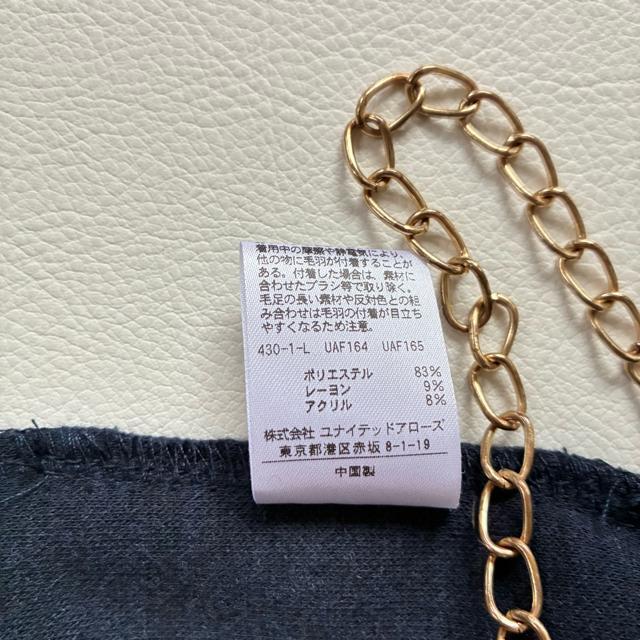 着用中の摩擦や静電気により、
他の物に毛羽が付着することが
ある。付着した場合は、素材に
合わせたブラシ等で取り除く。
毛足の長い素材や反対色との組
み合わせは毛羽の付着が目立ち
やすくなるため注意。
430-1-L UAF164 UAF165
ポリエステル 83%
レーヨン 9%
アクリル 8%
株式会社 ユナイテッドアローズ
東京都港区赤坂 8-1-19
中国製